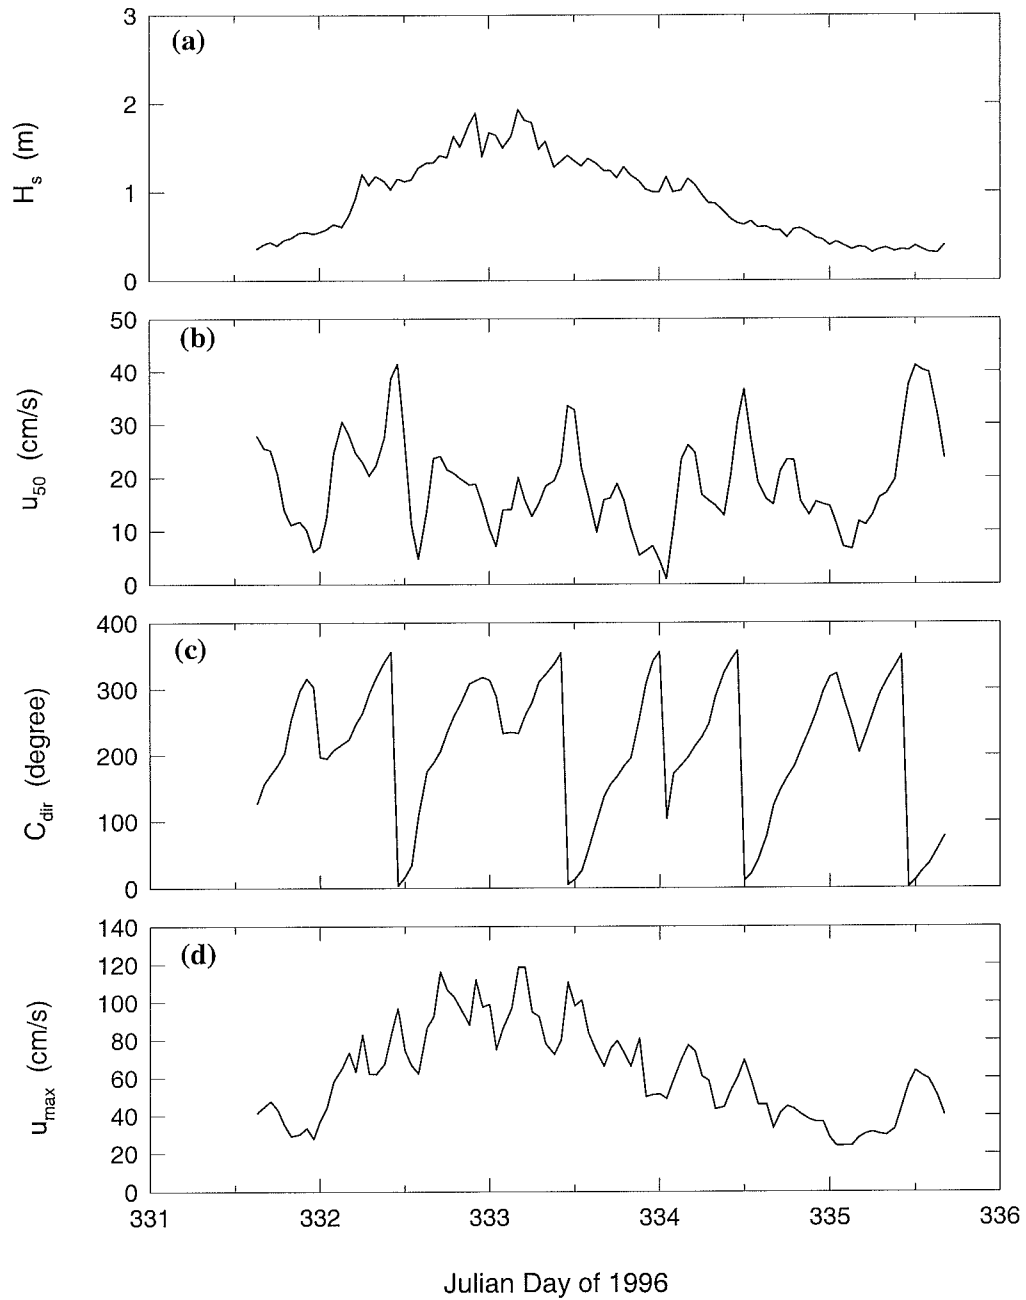 (a)
3
2
1
0
H_s (m)
(b)
50
40
30
20
10
0
u_50 (cm/s)
(c)
400
300
200
100
0
C_dir (degree)
(d)
140
120
100
80
60
40
20
0
u_max (cm/s)
331 332 333 334 335 336
Julian Day of 1996